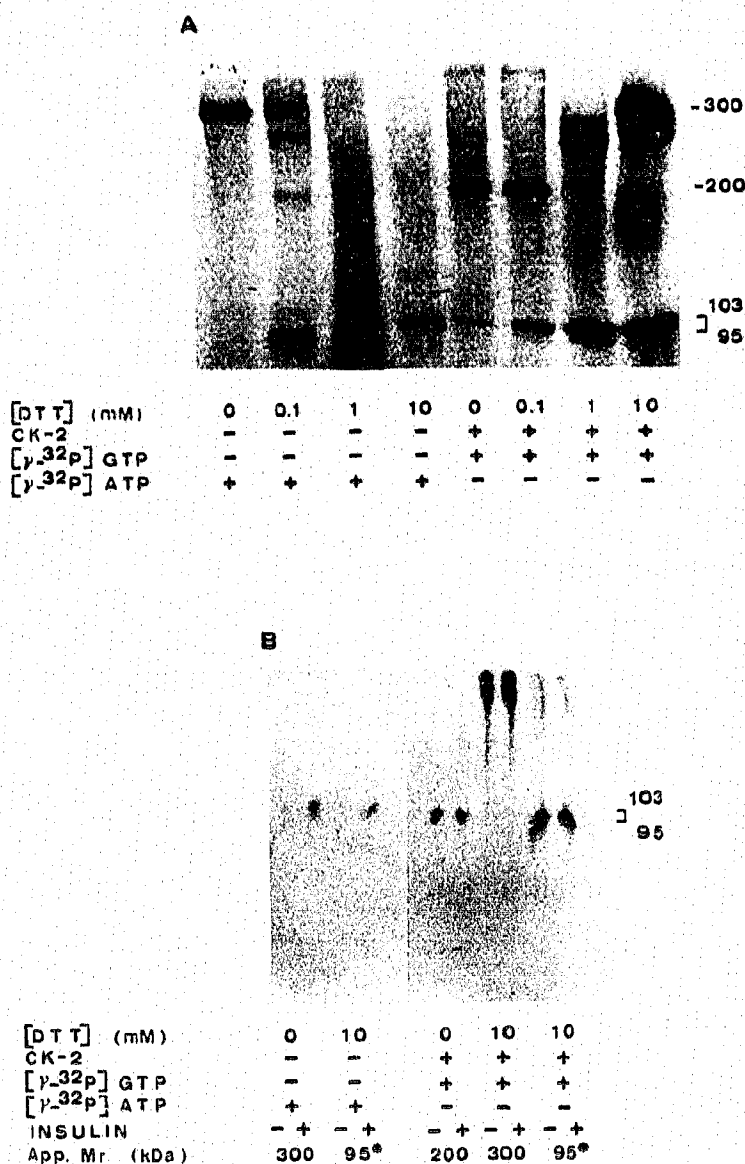 A
-300
-200
103
95
[DTT] (mM) 0 0.1 1 10 0 0.1 1 10
CK-2 - - - - + + + +
[γ-32P] GTP - - - - + + + +
[γ-32P] ATP + + + + - - - -
B
103
95
[DTT] (mM) 0 10 0 10 10
CK-2 - - + + +
[γ-32P] GTP - - + + +
[γ-32P] ATP + + - - -
INSULIN - + - + - + - + - +
App. Mr. (kDa) 300 95* 200 300 95*